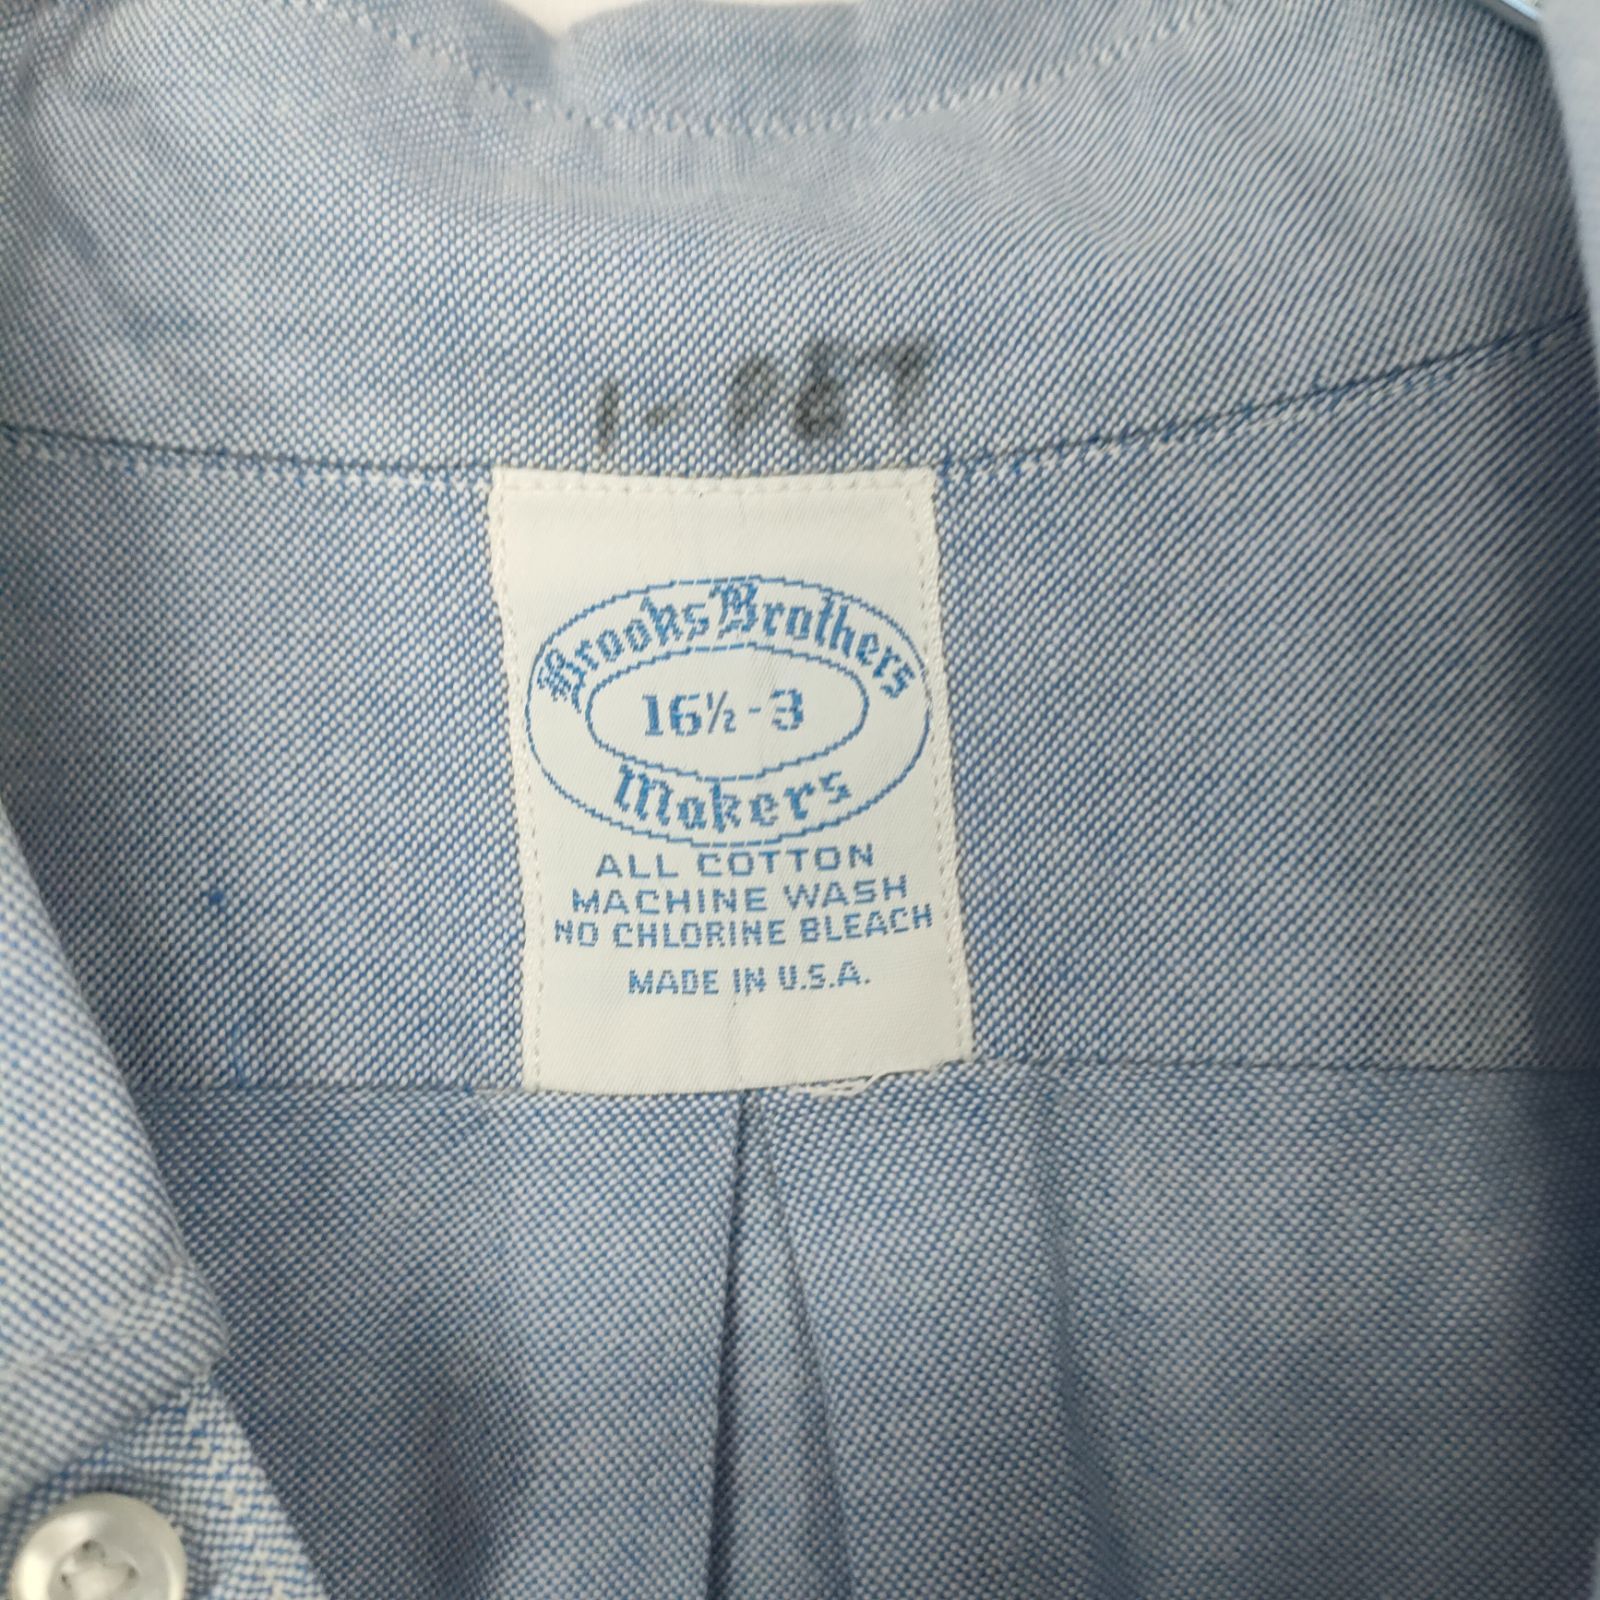 Brooks Brothers
16½-3
Makers
ALL COTTON
MACHINE WASH
NO CHLORINE BLEACH
MADE IN U.S.A.